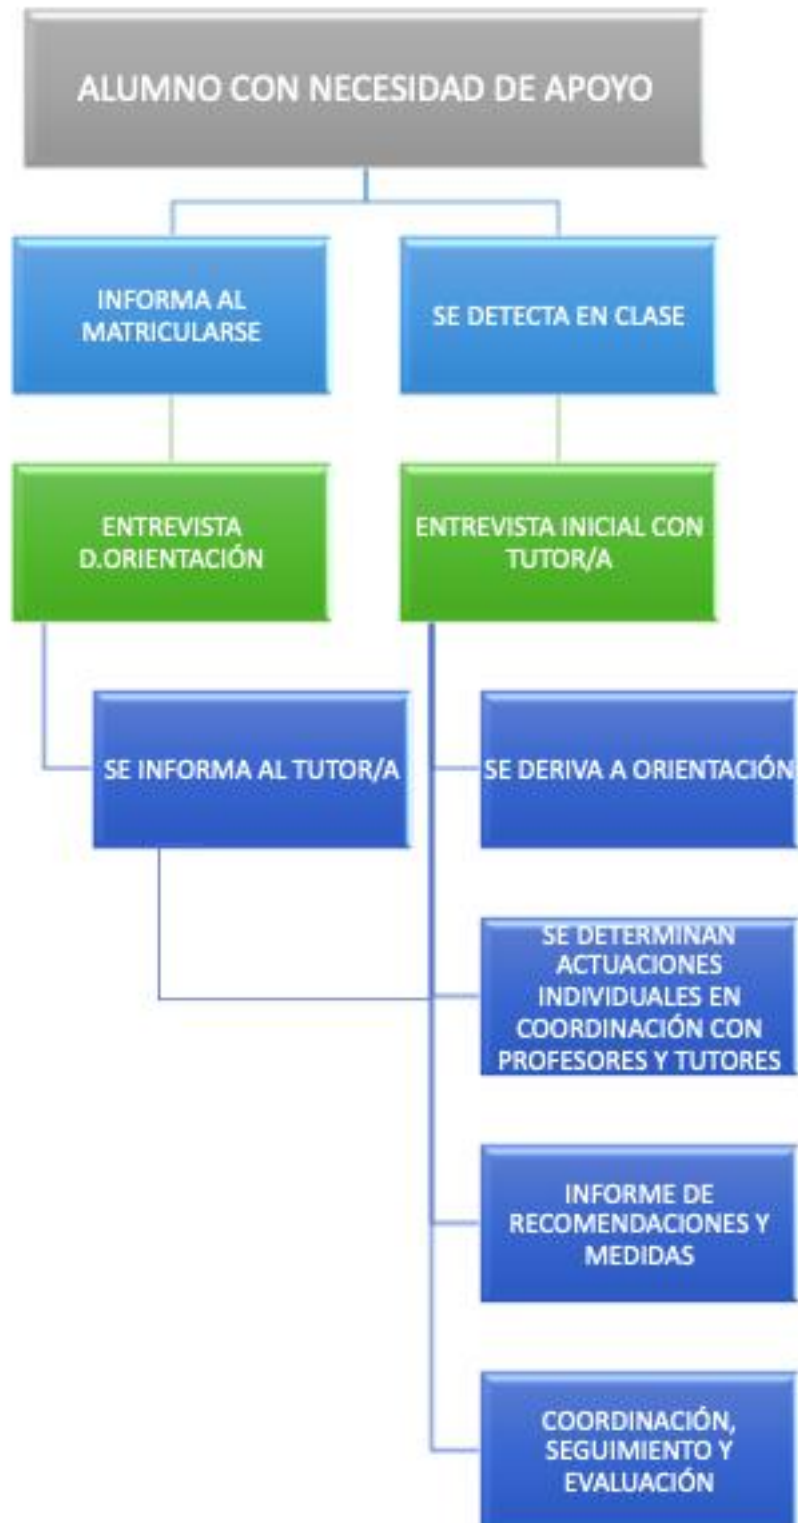 ALUMNO CON NECESIDAD DE APOYO
INFORMA AL
MATRICULARSE
SE DETECTA EN CLASE
ENTREVISTA
D.ORIENTACIÓN
ENTREVISTA INICIAL CON
TUTOR/A
SE INFORMA AL TUTOR/A
SE DERIVA A ORIENTACIÓN
SE DETERMINAN
ACTUACIONES
INDIVIDUALES EN
COORDINACIÓN CON
PROFESORES Y TUTORES
INFORME DE
RECOMENDACIONES Y
MEDIDAS
COORDINACIÓN,
SEGUIMIENTO Y
EVALUACIÓN